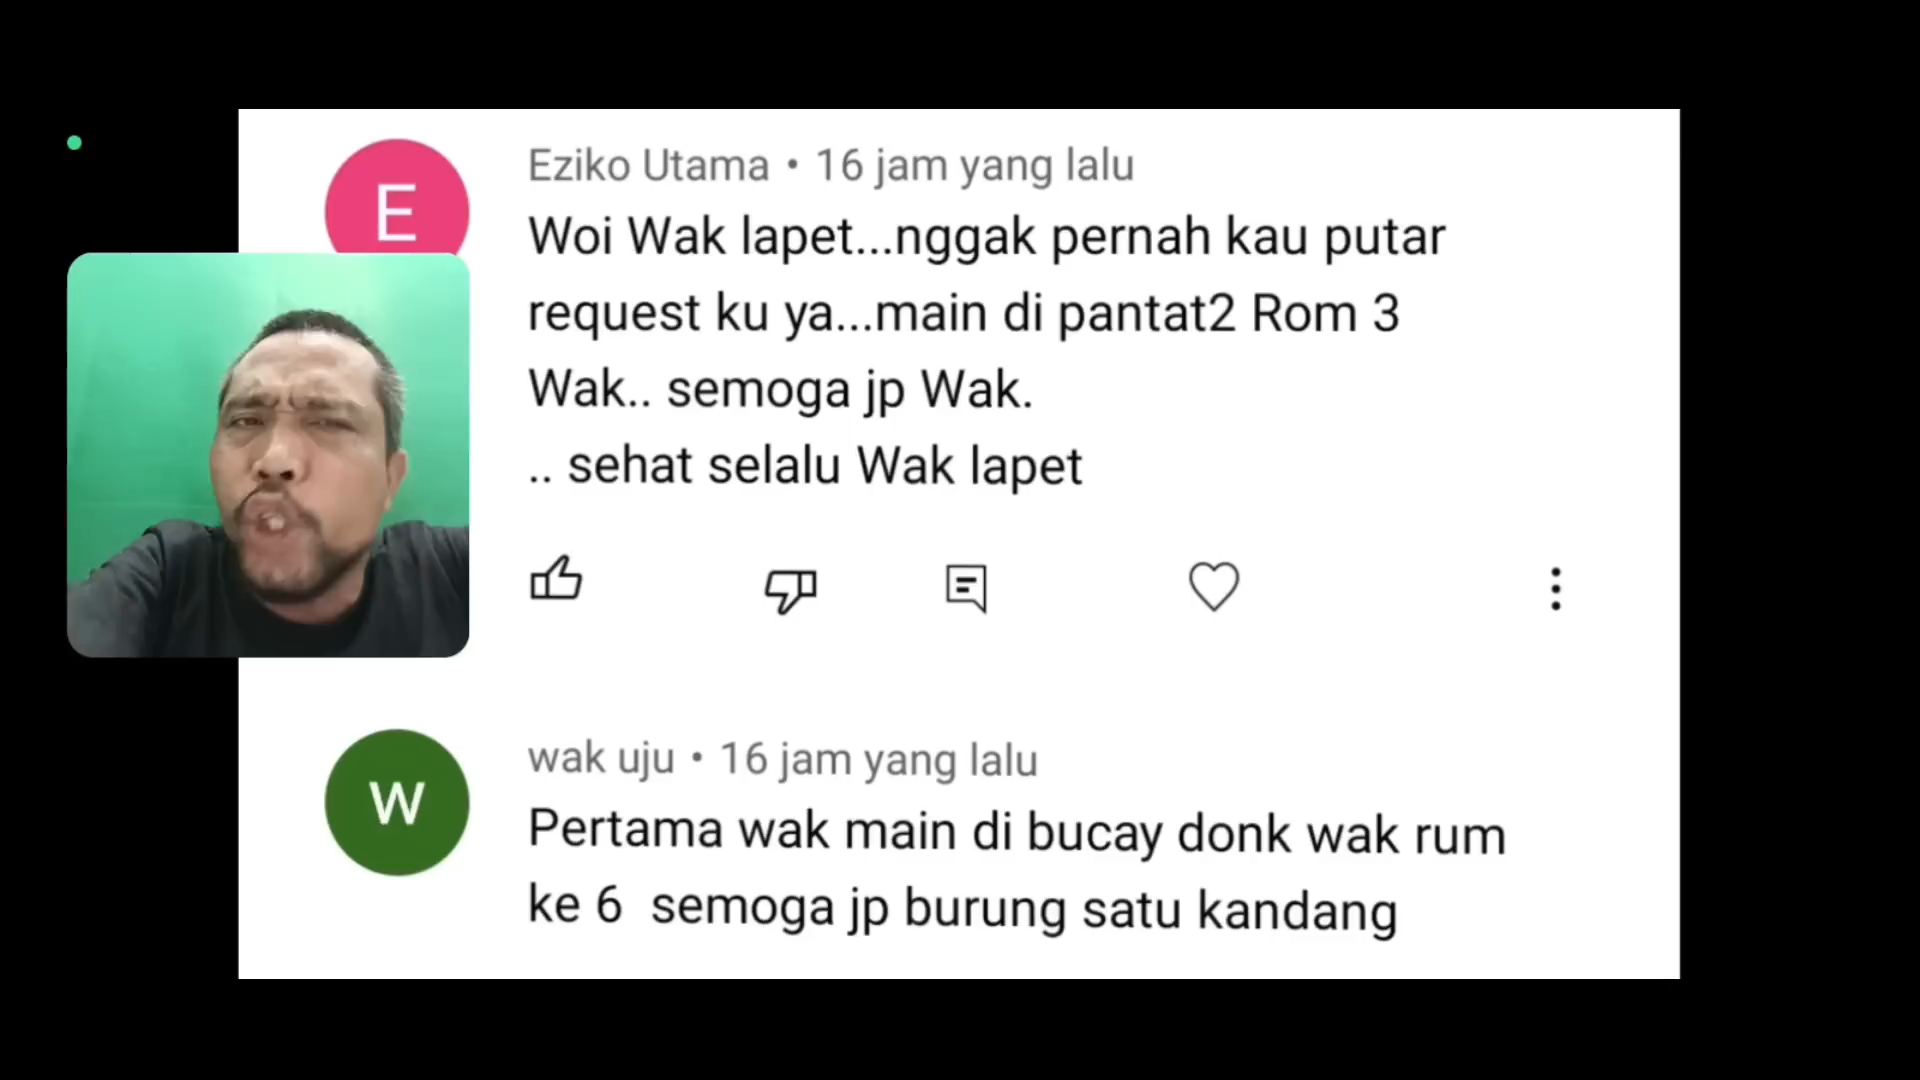 E
Eziko Utama • 16 jam yang lalu
Woi Wak lapet...nggak pernah kau putar
request ku ya...main di pantat2 Rom 3
Wak.. semoga jp Wak.
.. sehat selalu Wak lapet
W
wak uju • 16 jam yang lalu
Pertama wak main di bucay donk wak rum
ke 6 semoga jp burung satu kandang